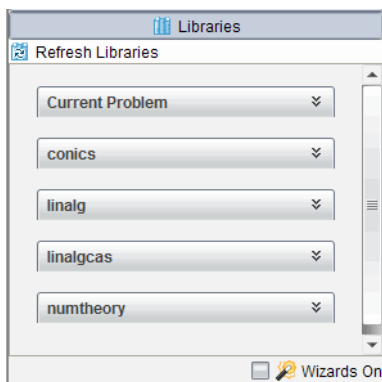 Libraries
Refresh Libraries
Current Problem
conics
linalg
linalgcas
numtheory
Wizards On